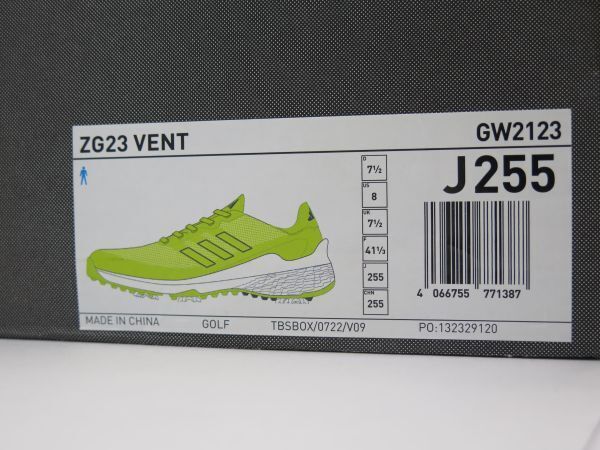 ZG23 VENT
GW2123
J255
D
7½
US
8
UK
7½
F
41⅓
J
255
CHN
255
4 066755 771387
MADE IN CHINA GOLF TBSBOX/0722/V09 PO:132329120